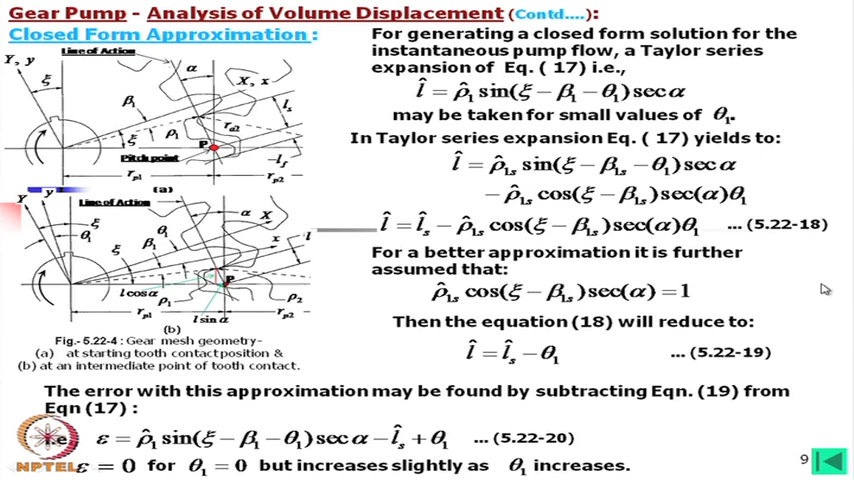 Gear Pump - Analysis of Volume Displacement (Contd....):
Closed Form Approximation :
Line of Action
Y, y
ξ
α
X, x
β₁
l_s
r_a2
ρ₁
ξ
P
Pitch point
-l_f
r_p1
r_p2
(a)
Line of Action
Y
y
ξ
θ₁
α
X
θ₁
x
l
ξ
β₁
P
l cosα
ρ₁
ρ₂
r_p1
r_p2
(b)
l sin α
Fig.- 5.22-4 : Gear mesh geometry-
(a) at starting tooth contact position &
(b) at an intermediate point of tooth contact.
For generating a closed form solution for the
instantaneous pump flow, a Taylor series
expansion of Eq. ( 17) i.e.,
l̂ = ρ̂₁ sin(ξ − β₁ − θ₁) sec α
may be taken for small values of θ₁.
In Taylor series expansion Eq. ( 17) yields to:
l̂ = ρ̂₁s sin(ξ − β₁s − θ₁) sec α
− ρ̂₁s cos(ξ − β₁s) sec(α)θ₁
l̂ = l̂s − ρ̂₁s cos(ξ − β₁s) sec(α)θ₁ ... (5.22-18)
For a better approximation it is further
assumed that:
ρ̂₁s cos(ξ − β₁s) sec(α) = 1
Then the equation (18) will reduce to:
l̂ = l̂s − θ₁ ... (5.22-19)
The error with this approximation may be found by subtracting Eqn. (19) from
Eqn (17) :
i.e. ε = ρ̂₁ sin(ξ − β₁ − θ₁) sec α − l̂s + θ₁ ... (5.22-20)
NPTEL
ε = 0 for θ₁ = 0 but increases slightly as θ₁ increases.
9